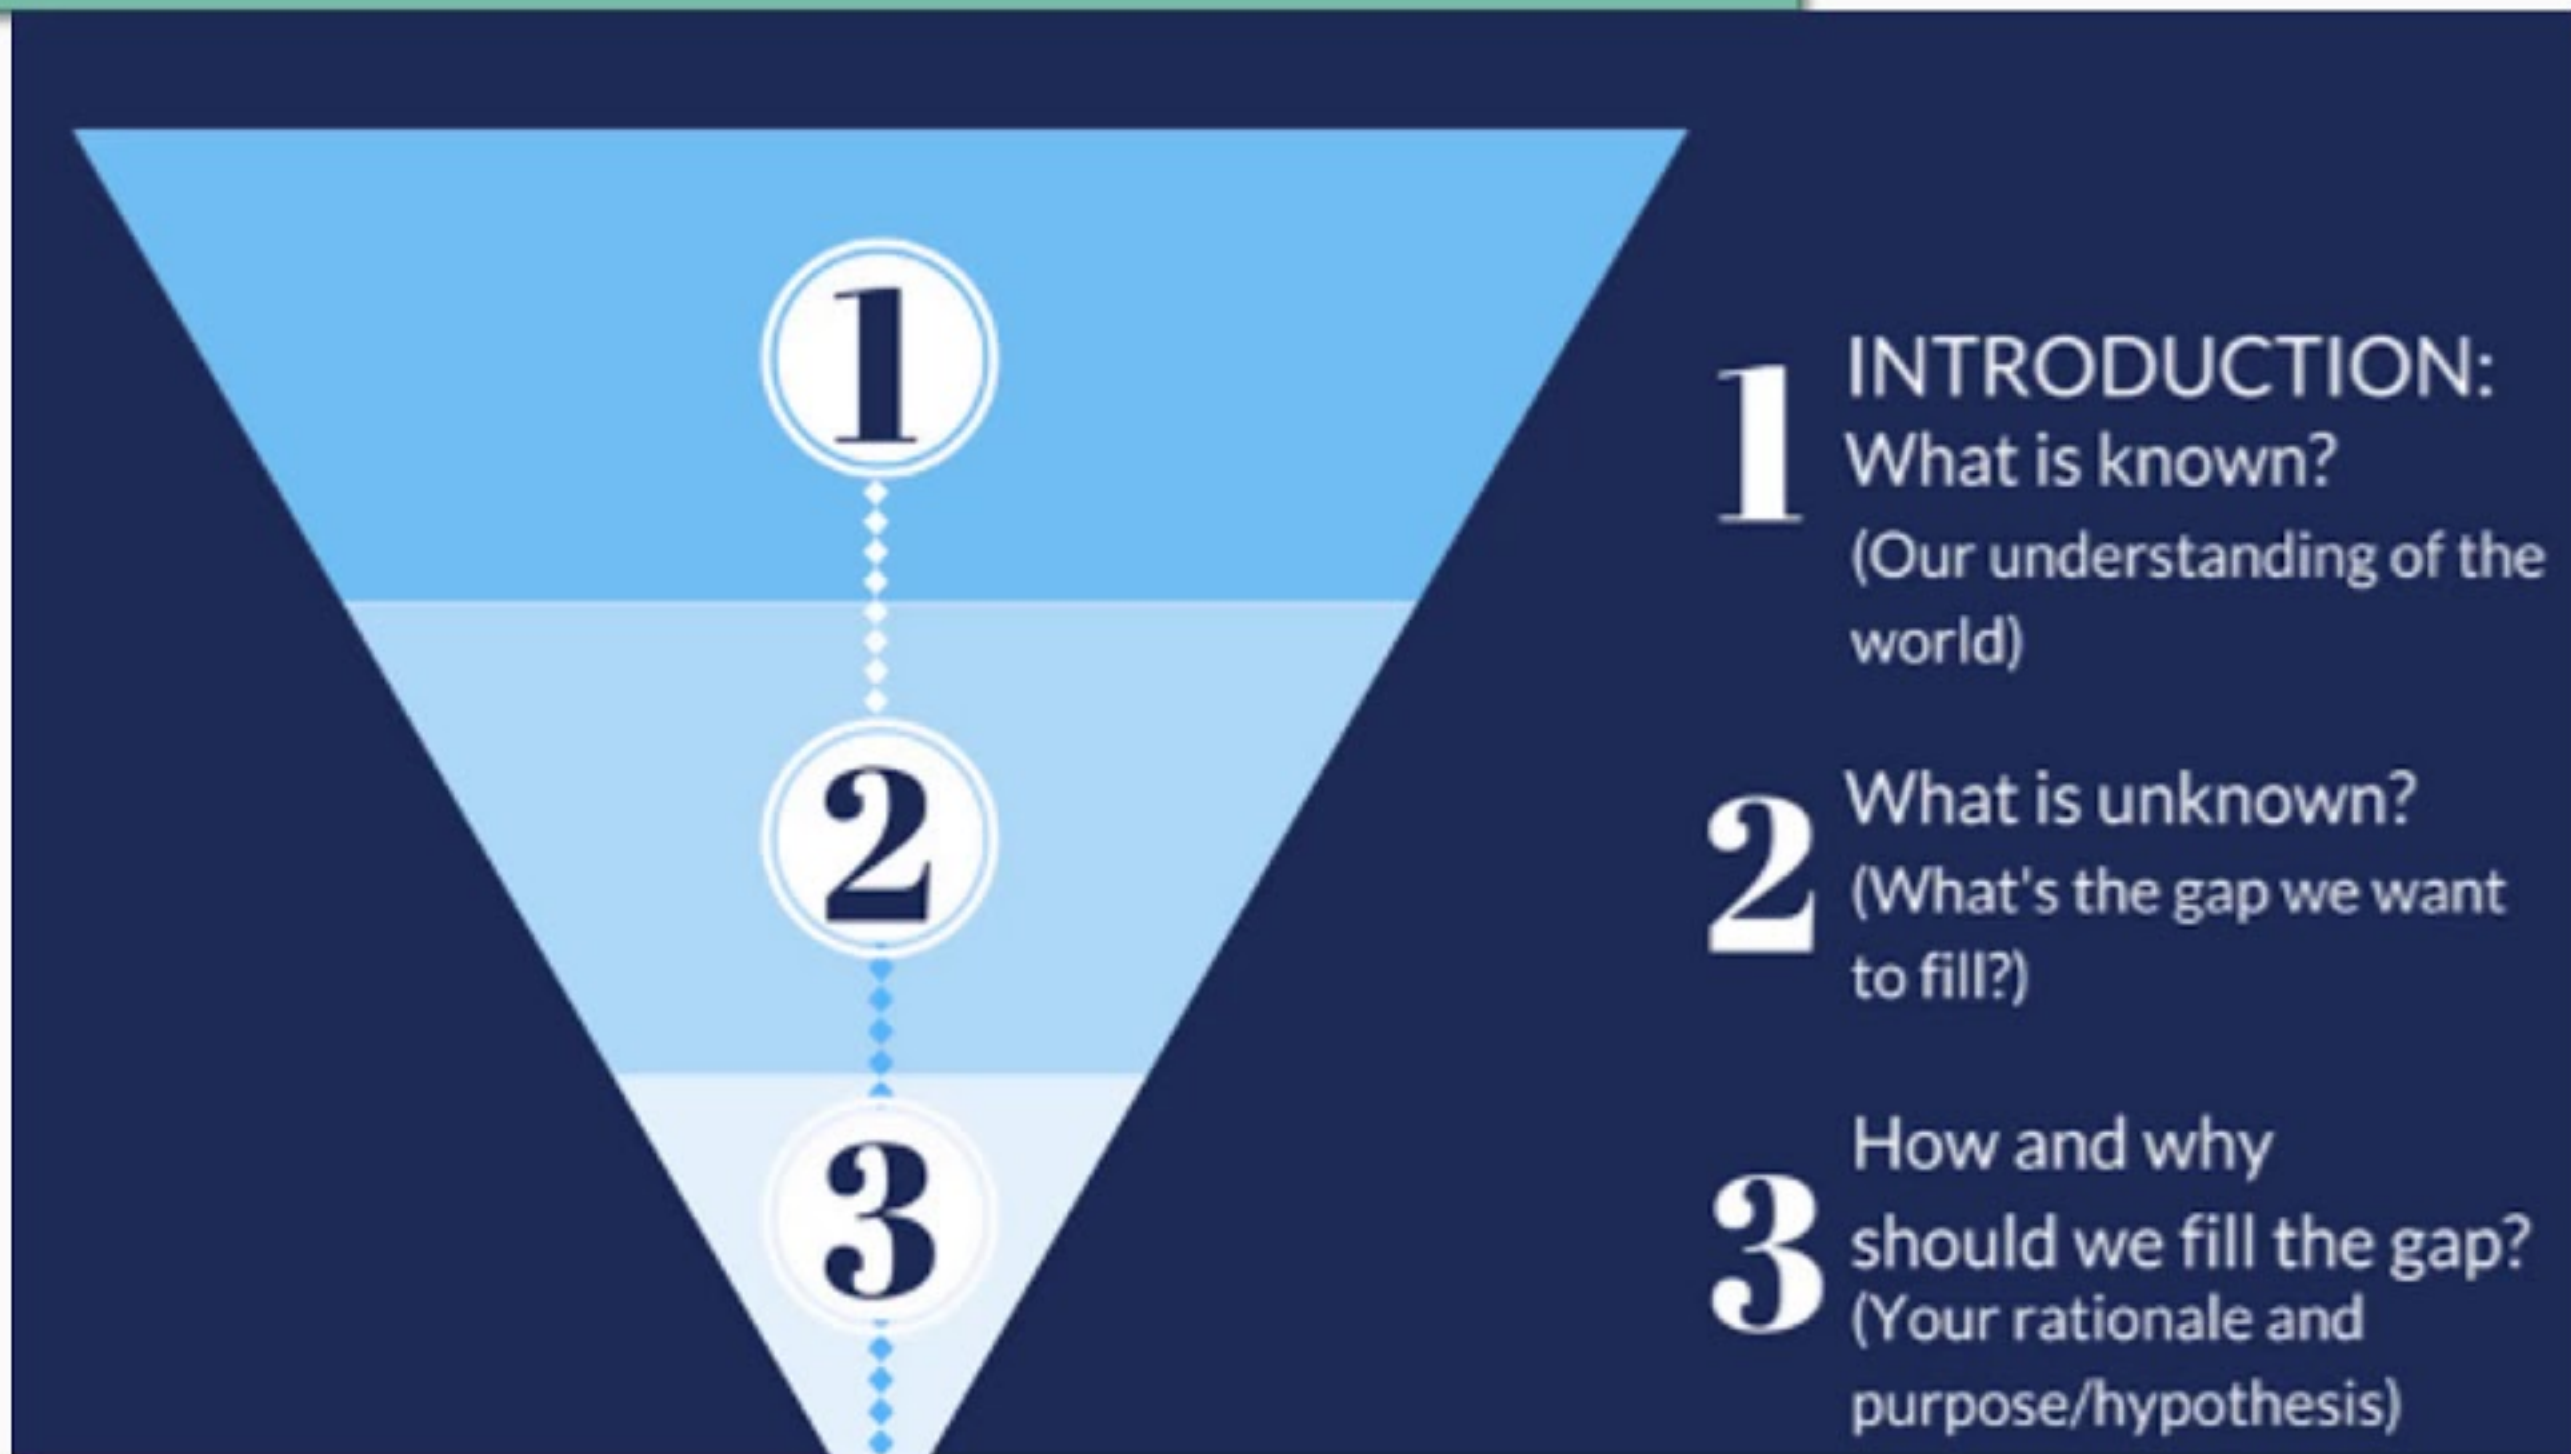 1
2
3
1
INTRODUCTION:
What is known?
(Our understanding of the
world)
2
What is unknown?
(What's the gap we want
to fill?)
3
How and why
should we fill the gap?
(Your rationale and
purpose/hypothesis)